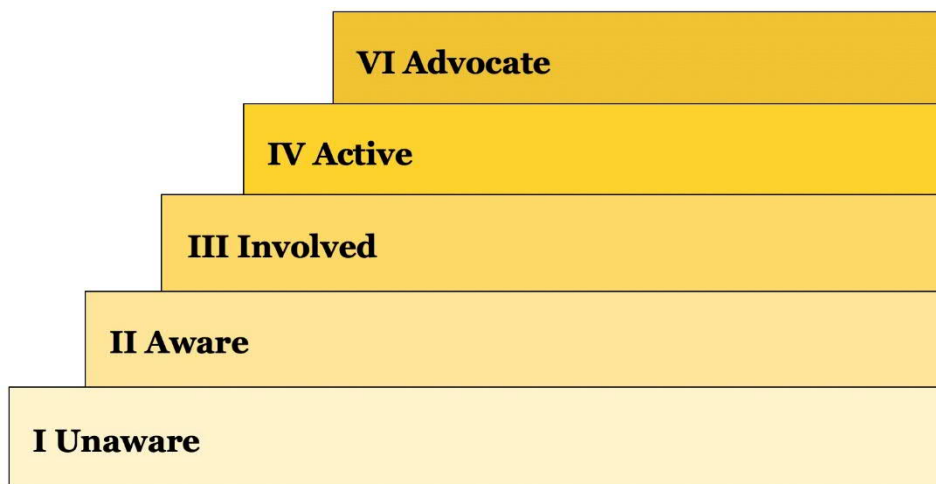 VI Advocate
IV Active
III Involved
II Aware
I Unaware